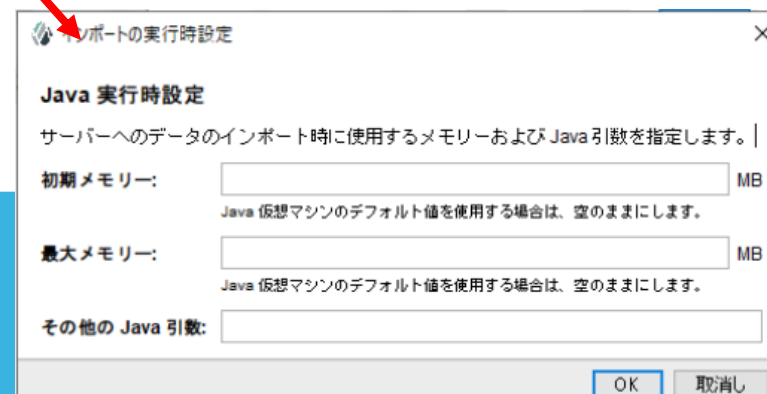 インポートの実行時設定
Java 実行時設定
サーバーへのデータのインポート時に使用するメモリーおよび Java 引数を指定します。
初期メモリー: MB
Java 仮想マシンのデフォルト値を使用する場合は、空のままにします。
最大メモリー: MB
Java 仮想マシンのデフォルト値を使用する場合は、空のままにします。
その他の Java 引数:
OK 取消し